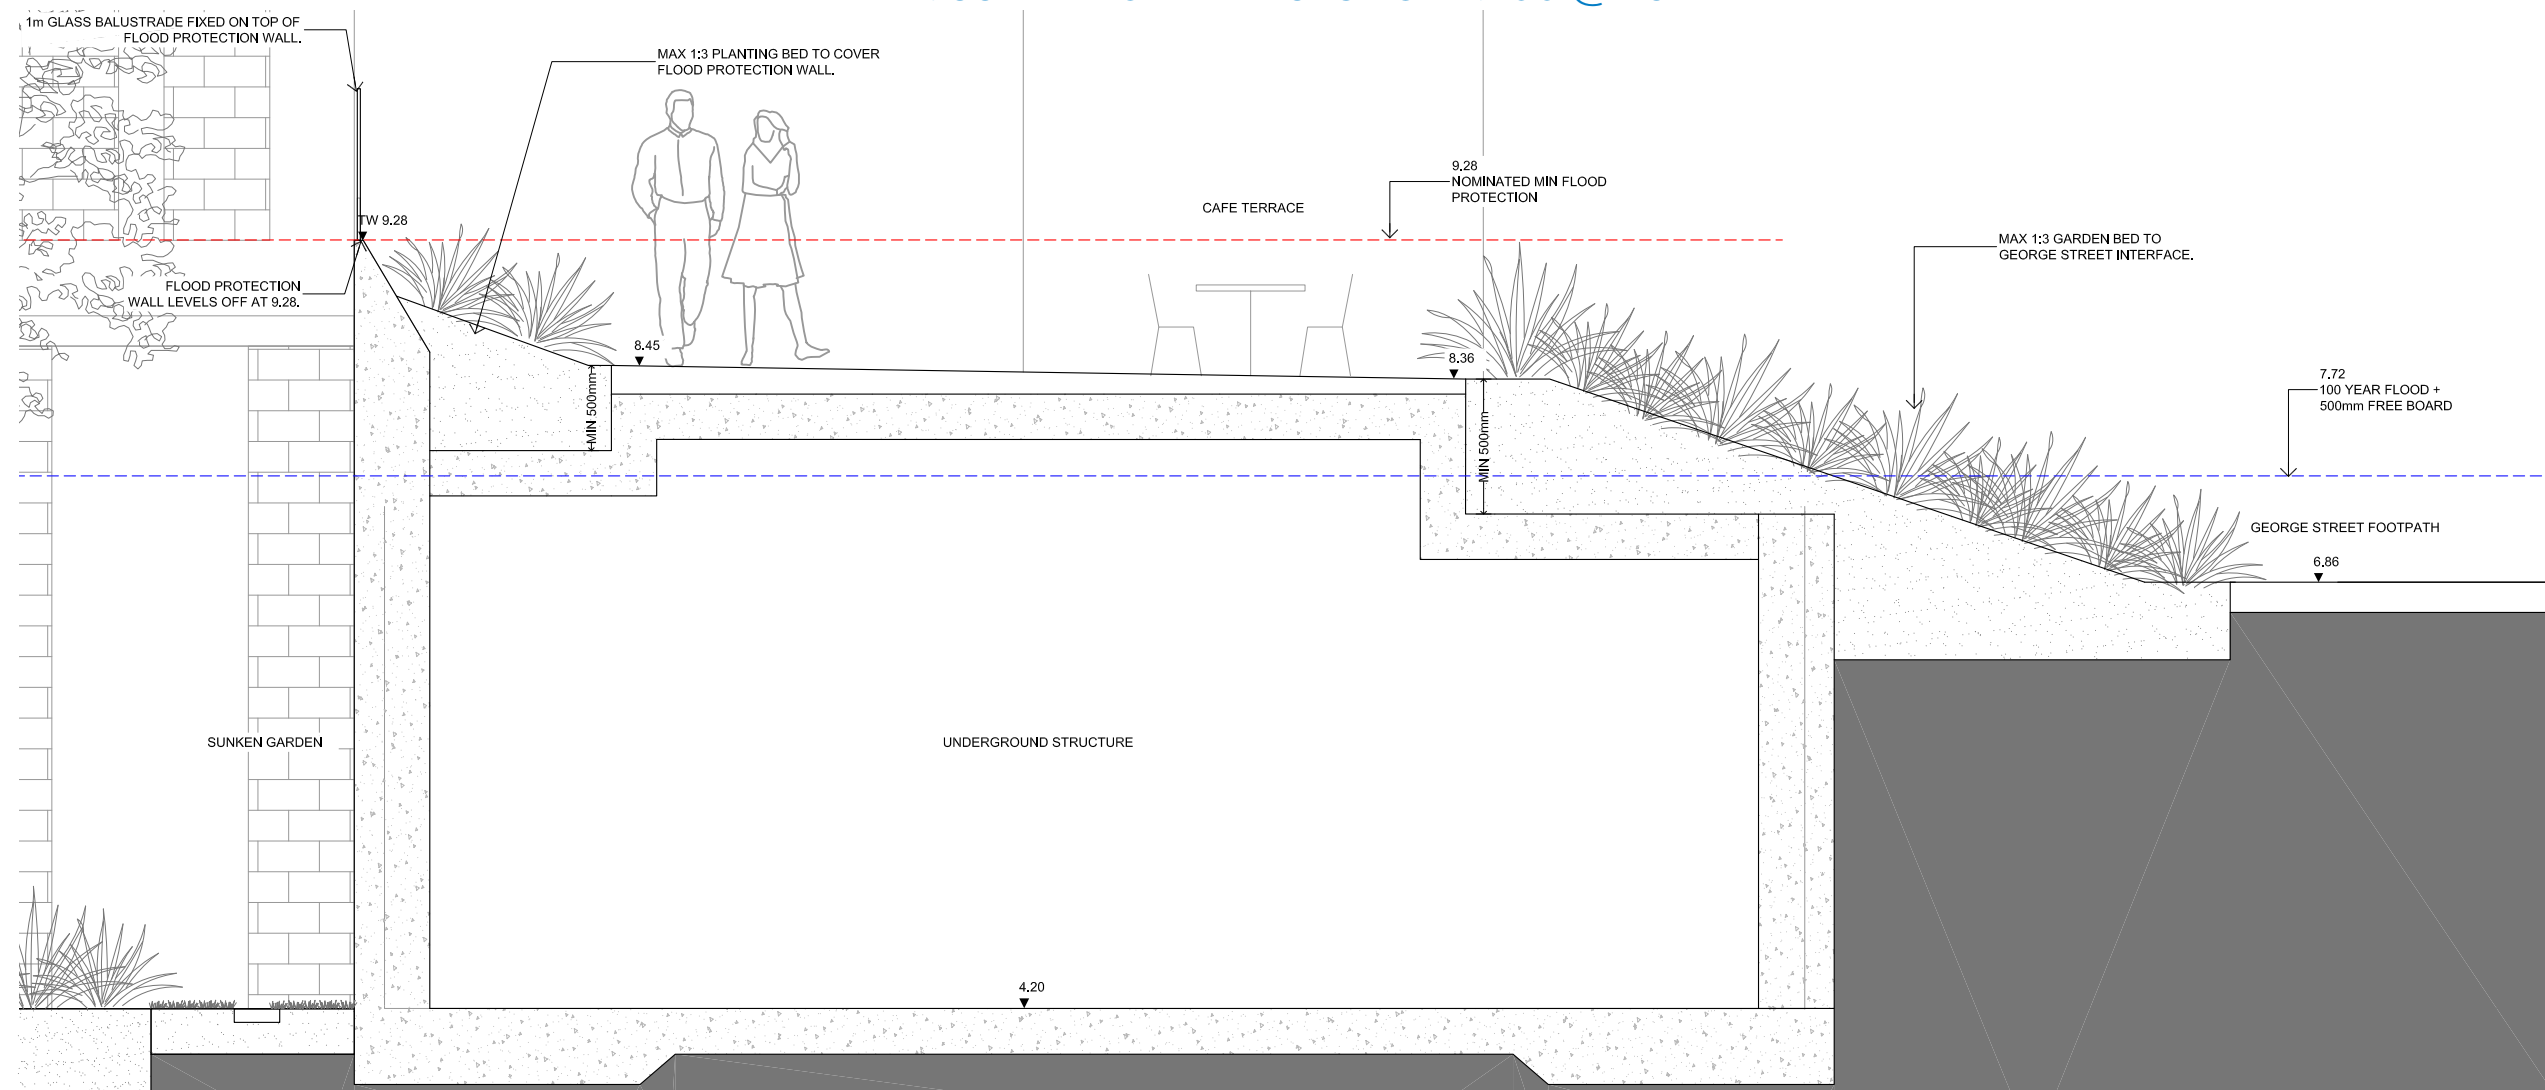 1m GLASS BALUSTRADE FIXED ON TOP OF
FLOOD PROTECTION WALL.
MAX 1:3 PLANTING BED TO COVER
FLOOD PROTECTION WALL.
9.28
NOMINATED MIN FLOOD
PROTECTION
CAFE TERRACE
TW 9.28
MAX 1:3 GARDEN BED TO
GEORGE STREET INTERFACE.
FLOOD PROTECTION
WALL LEVELS OFF AT 9.28.
8.45
8.36
7.72
100 YEAR FLOOD +
500mm FREE BOARD
MIN 500mm
MIN 500mm
GEORGE STREET FOOTPATH
6.86
SUNKEN GARDEN
UNDERGROUND STRUCTURE
4.20